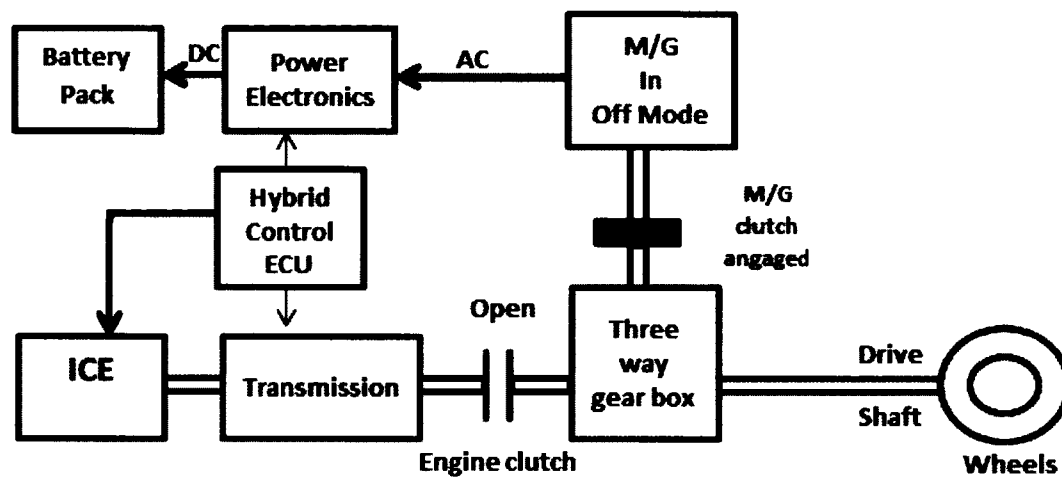 Battery
Pack
DC
Power
Electronics
AC
M/G
In
Off Mode
Hybrid
Control
ECU
M/G
clutch
angaged
ICE
Transmission
Open
Engine clutch
Three
way
gear box
Drive
Shaft
Wheels